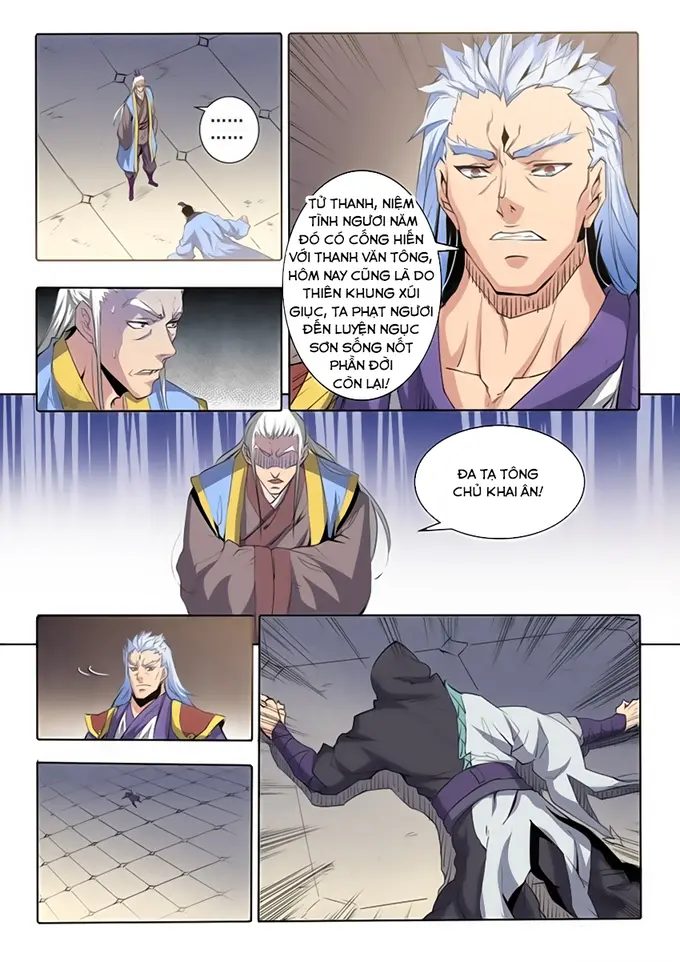 ......
......
TỬ THANH, NIỆM
TÌNH NGƯƠI NĂM
ĐÓ CÓ CỐNG HIẾN
VỚI THANH VĂN TÔNG,
HÔM NAY CŨNG LÀ DO
THIÊN KHUNG XÚI
GIỤC, TA PHẠT NGƯƠI
ĐẾN LUYỆN NGỤC
SƠN SỐNG NỐT
PHẦN ĐỜI
CÒN LẠI!
ĐA TẠ TÔNG
CHỦ KHAI ÂN!